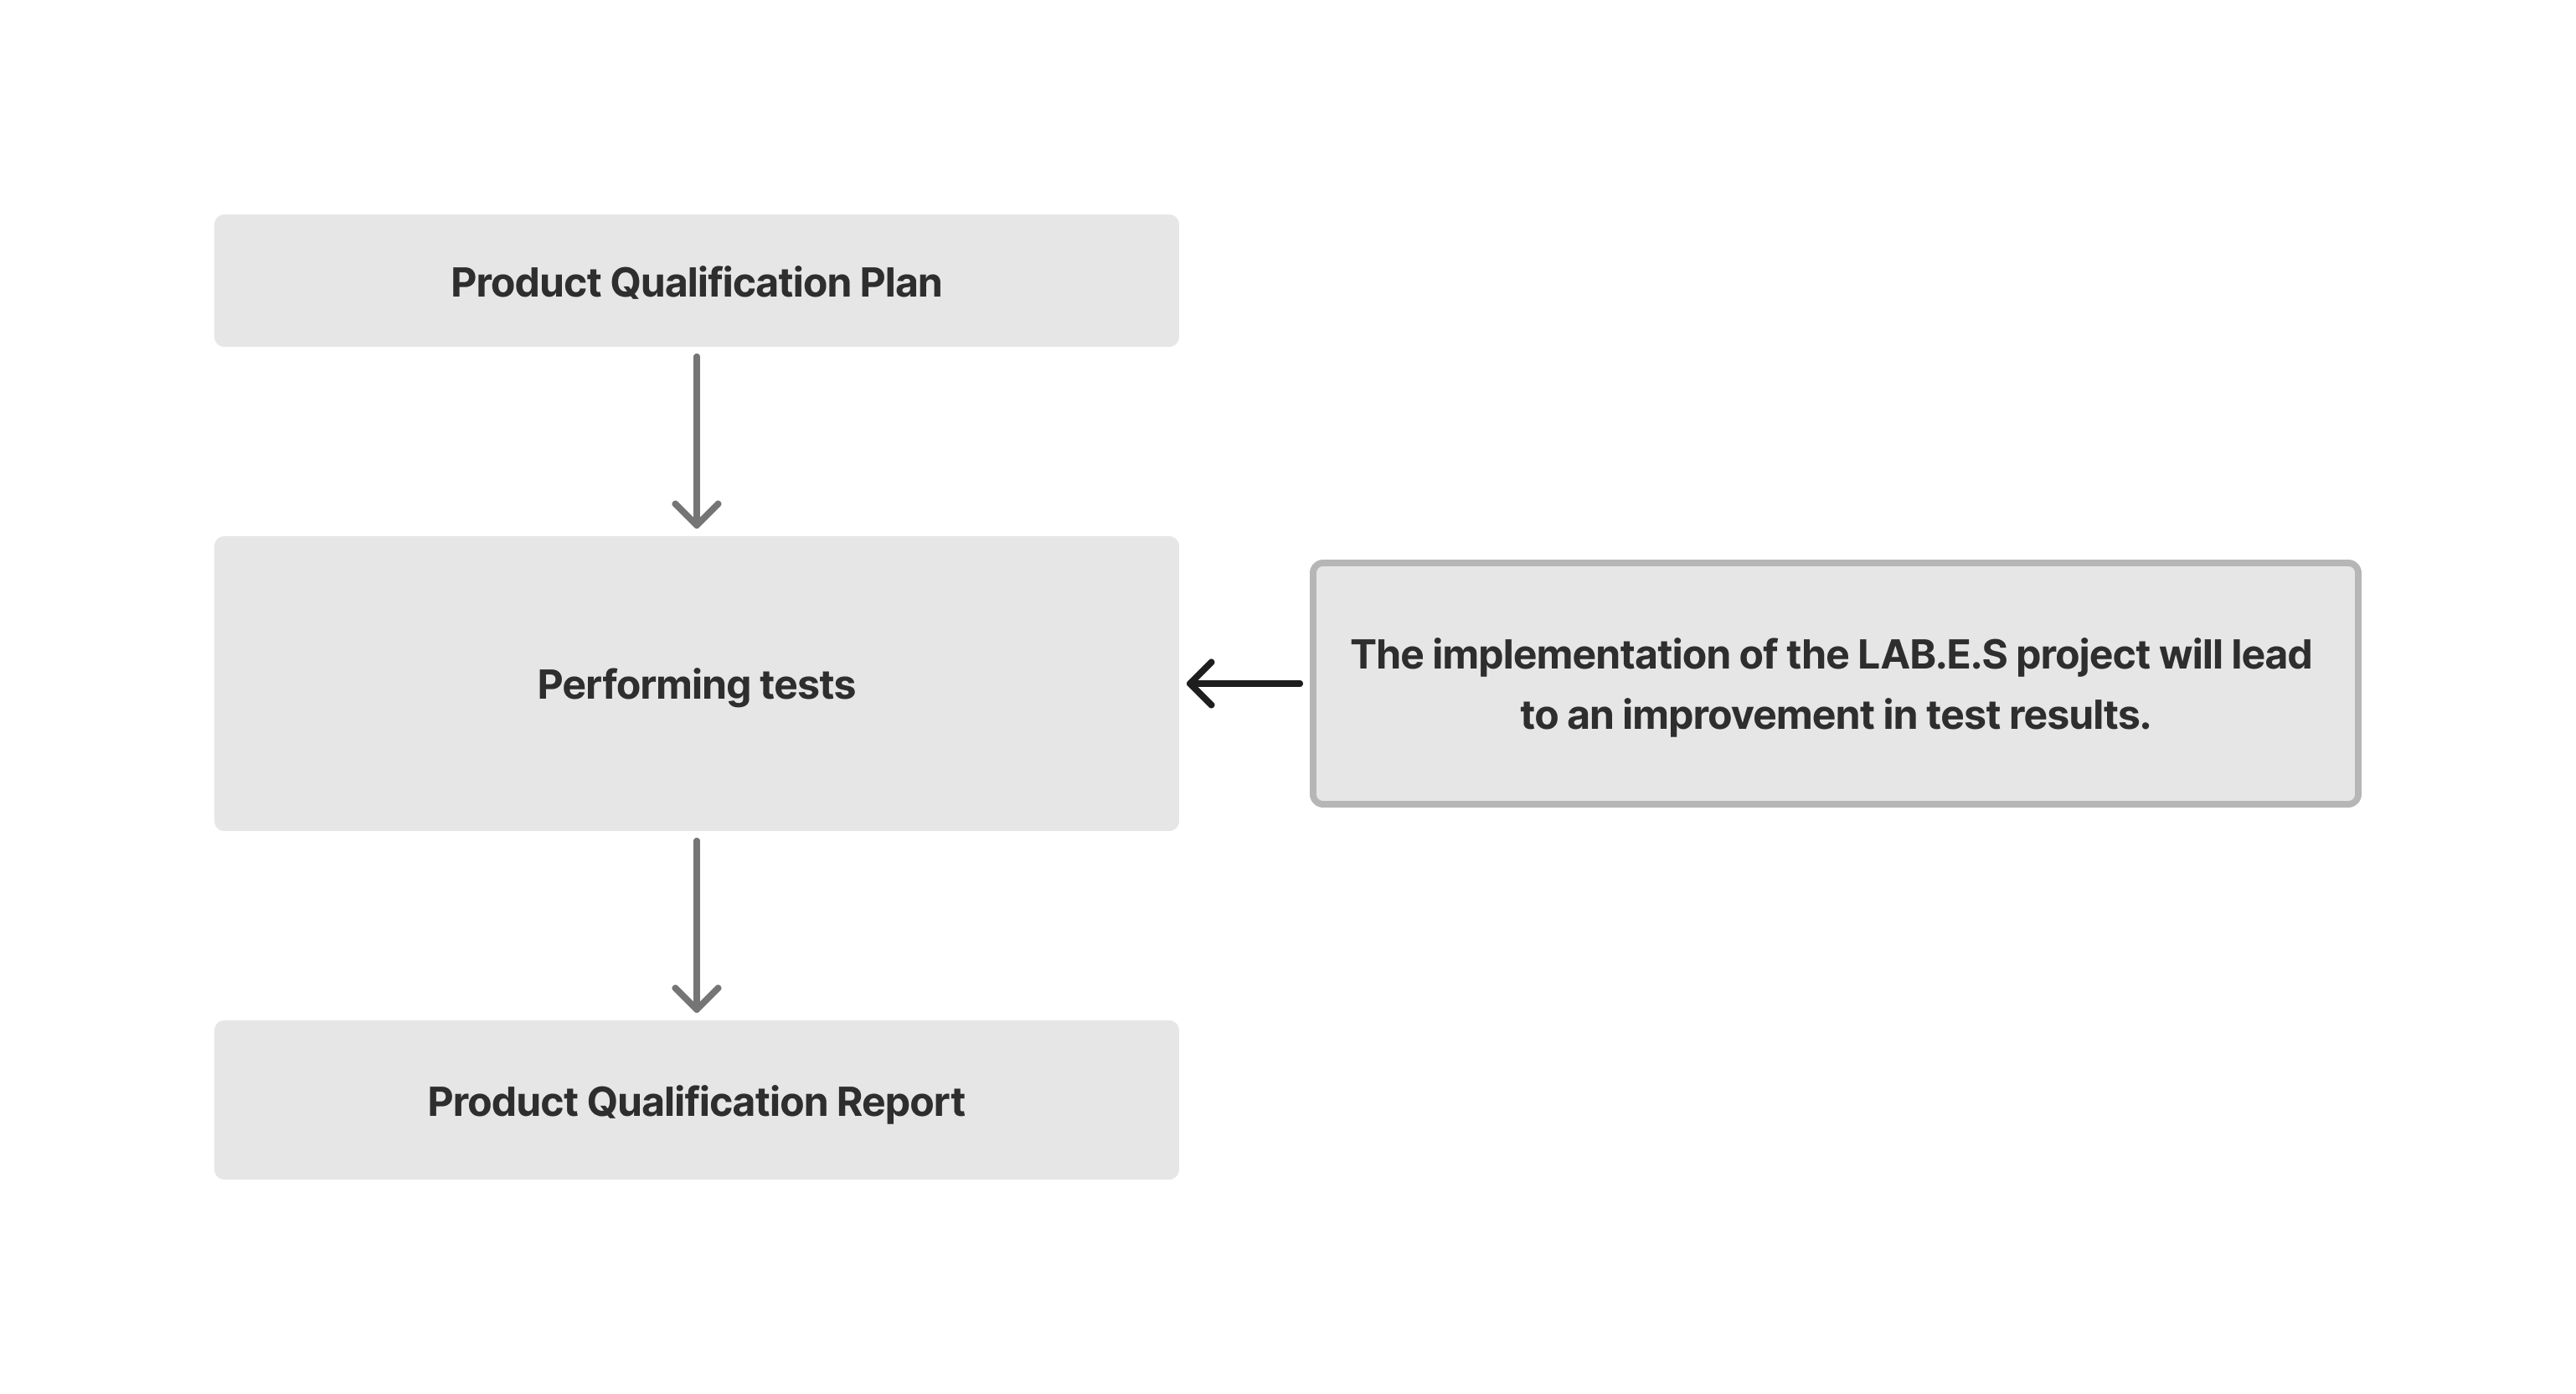 Product Qualification Plan
Performing tests
The implementation of the LAB.E.S project will lead
to an improvement in test results.
Product Qualification Report